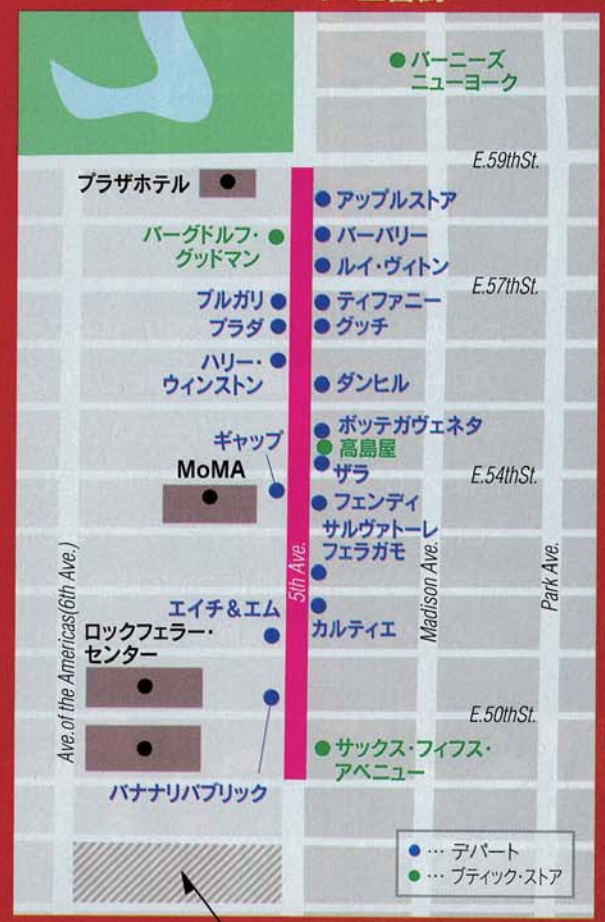 バーニーズ
ニューヨーク
E.59thSt.
プラザホテル
アップルストア
バーグドルフ・
グッドマン
バーバリー
ルイ・ヴィトン
E.57thSt.
ブルガリ
ティファニー
プラダ
グッチ
ハリー・
ウィンストン
ダンヒル
ボッテガヴェネタ
ギャップ
高島屋
MoMA
ザラ
E.54thSt.
フェンディ
サルヴァトーレ
フェラガモ
5th Ave.
Madison Ave.
Park Ave.
Ave.of the Americas(6th Ave.)
エイチ&エム
カルティエ
ロックフェラー・
センター
E.50thSt.
サックス・フィフス・
アベニュー
バナナリパブリック
●… デパート
●… ブティック・ストア